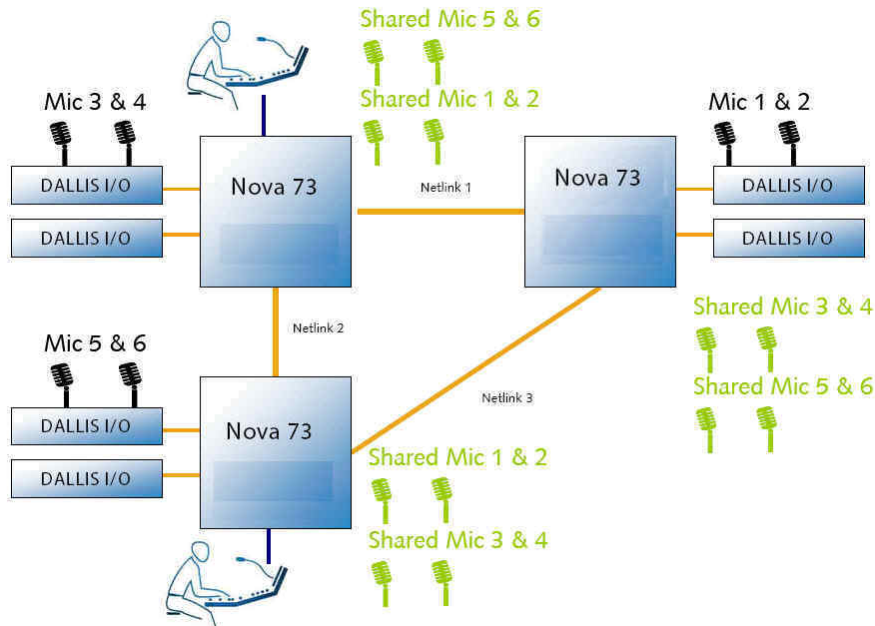 Shared Mic 5 & 6
Mic 3 & 4
Shared Mic 1 & 2
Mic 1 & 2
DALLIS I/O
Nova 73
Netlink 1
Nova 73
DALLIS I/O
DALLIS I/O
DALLIS I/O
Shared Mic 3 & 4
Netlink 2
Mic 5 & 6
Shared Mic 5 & 6
Netlink 3
DALLIS I/O
Nova 73
Shared Mic 1 & 2
DALLIS I/O
Shared Mic 3 & 4